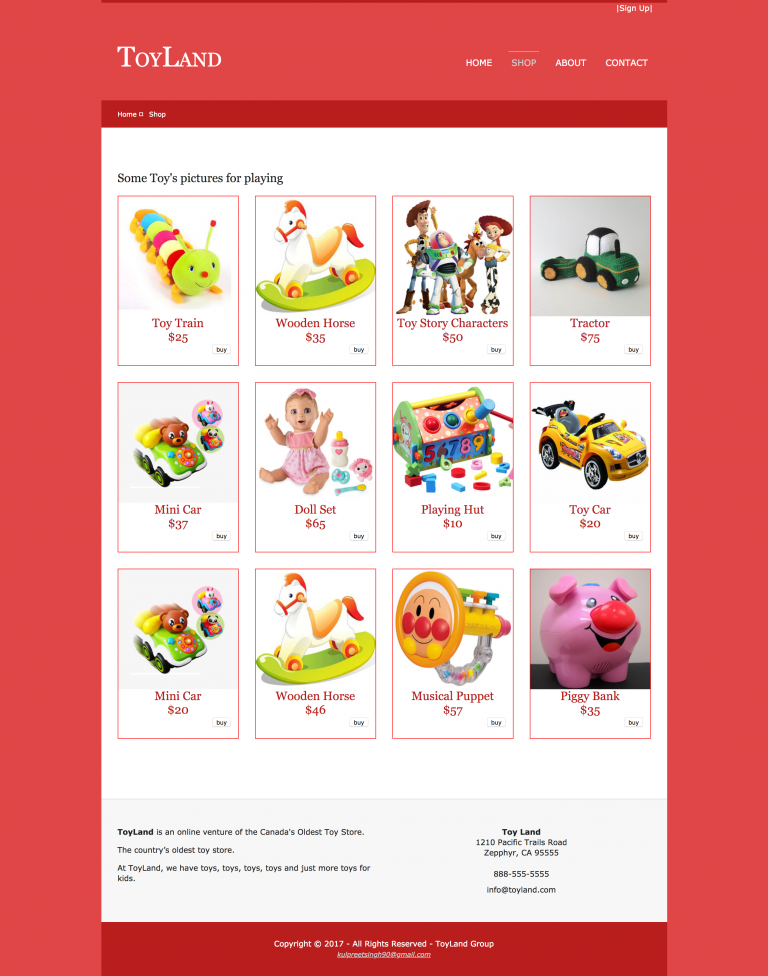 |Sign Up|
ToyLand
HOME SHOP ABOUT CONTACT
Home ¤ Shop
Some Toy's pictures for playing
Toy Train
$25
buy
Wooden Horse
$35
buy
Toy Story Characters
$50
buy
Tractor
$75
buy
Mini Car
$37
buy
Doll Set
$65
buy
5 6 7 8 9
Playing Hut
$10
buy
Toy Car
$20
buy
Mini Car
$20
buy
Wooden Horse
$46
buy
Musical Puppet
$57
buy
Piggy Bank
$35
buy
ToyLand is an online venture of the Canada's Oldest Toy Store.
The country's oldest toy store.
At ToyLand, we have toys, toys, toys, toys and just more toys for
kids.
Toy Land
1210 Pacific Trails Road
Zepphyr, CA 95555
888-555-5555
info@toyland.com
Copyright © 2017 - All Rights Reserved - ToyLand Group
kulpreetsingh90@gmail.com